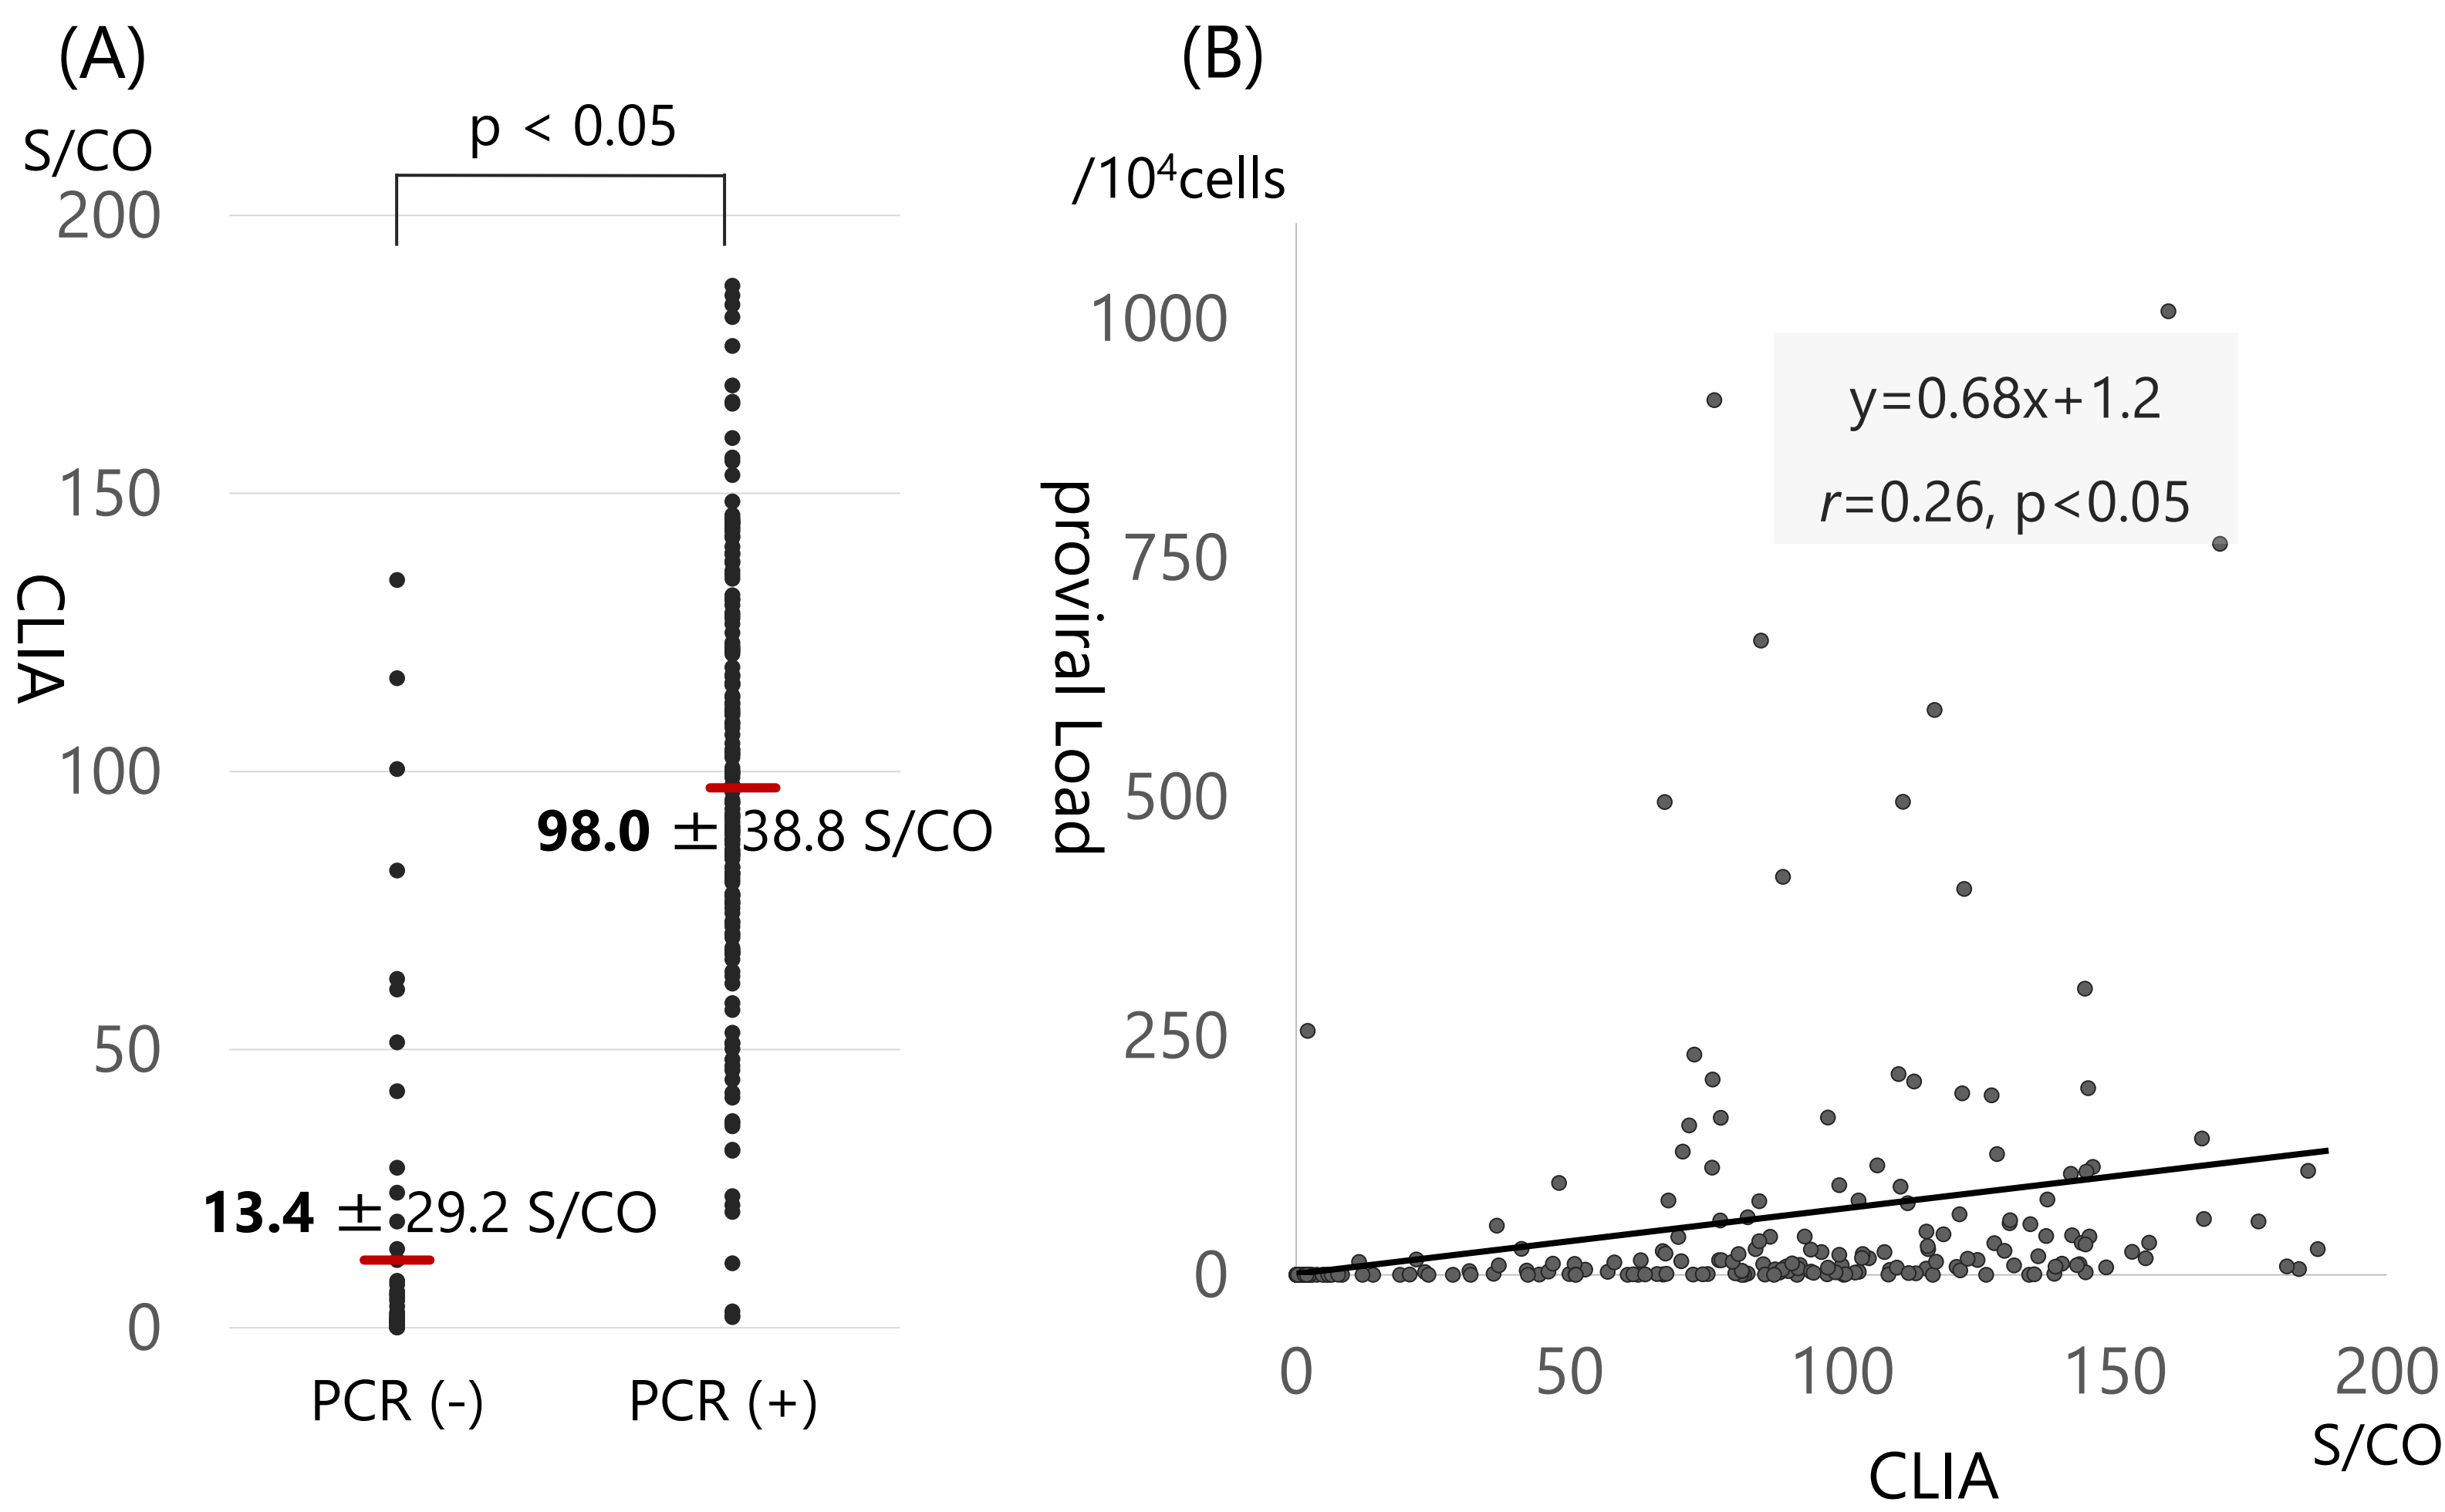 (A)
S/CO
p < 0.05
200
150
100
50
0
CLIA
98.0 ± 38.8 S/CO
13.4 ± 29.2 S/CO
PCR (-)
PCR (+)
(B)
/10⁴cells
1000
750
500
250
0
proviral Load
y=0.68x+1.2
r=0.26, p<0.05
0
50
100
150
200
S/CO
CLIA